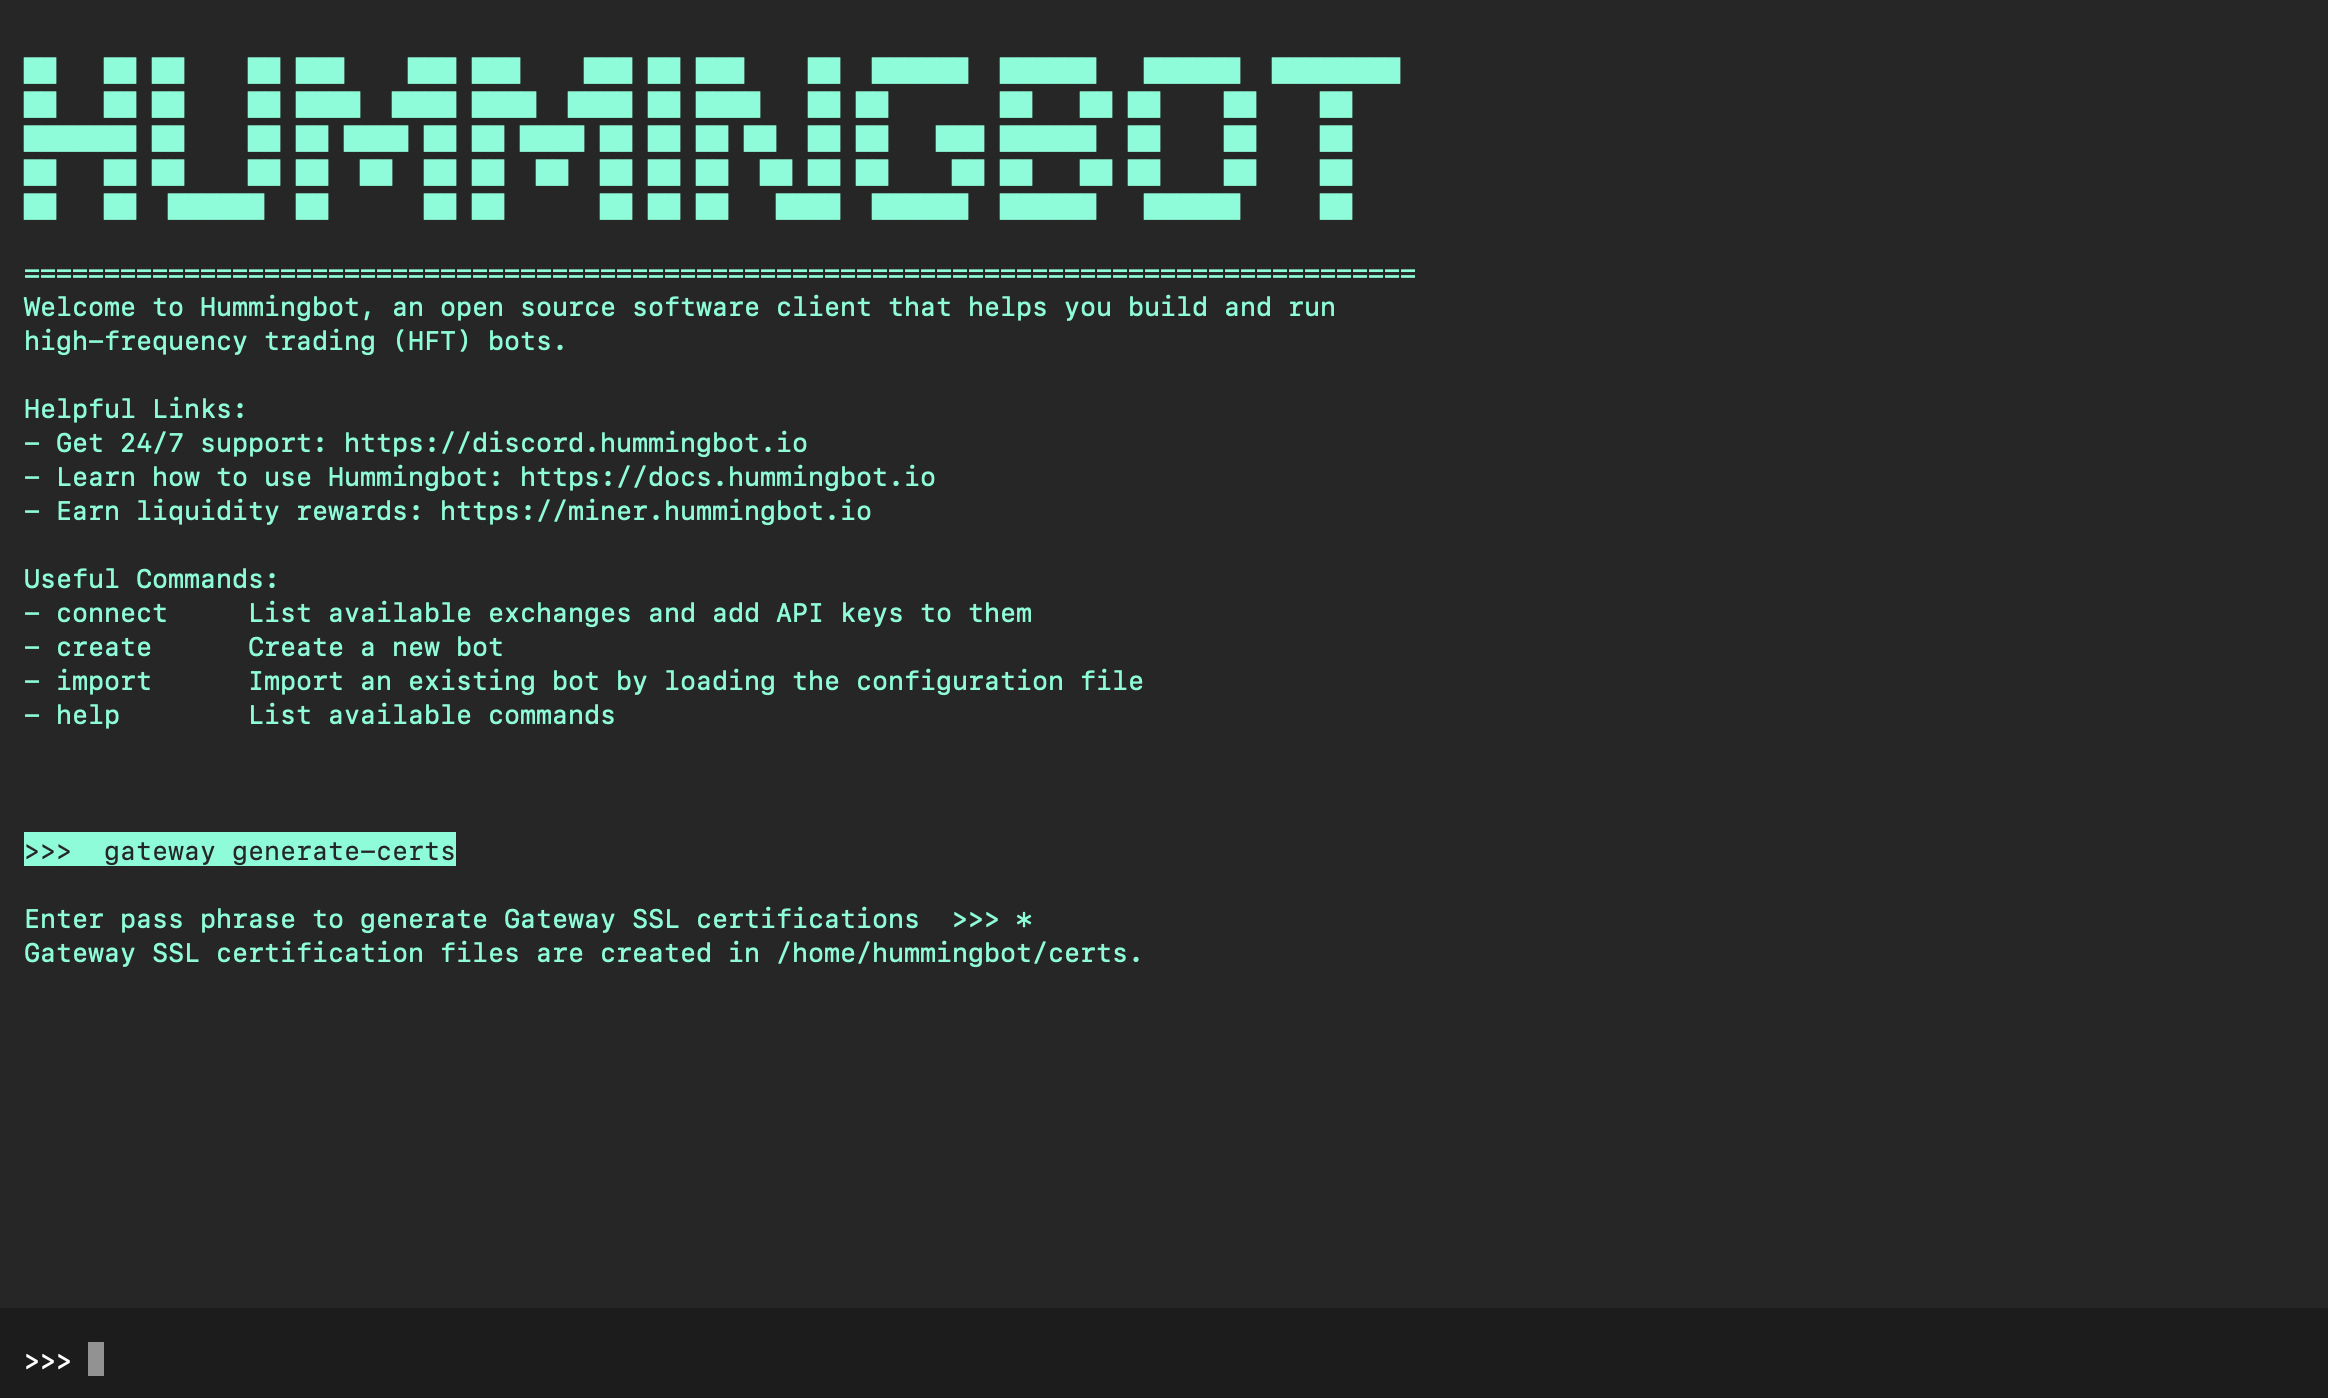 HUMMINGBOT
=======================================================================================
Welcome to Hummingbot, an open source software client that helps you build and run
high-frequency trading (HFT) bots.
Helpful Links:
- Get 24/7 support: https://discord.hummingbot.io
- Learn how to use Hummingbot: https://docs.hummingbot.io
- Earn liquidity rewards: https://miner.hummingbot.io
Useful Commands:
- connect     List available exchanges and add API keys to them
- create      Create a new bot
- import      Import an existing bot by loading the configuration file
- help        List available commands
>>>  gateway generate-certs
Enter pass phrase to generate Gateway SSL certifications  >>> *
Gateway SSL certification files are created in /home/hummingbot/certs.
>>>